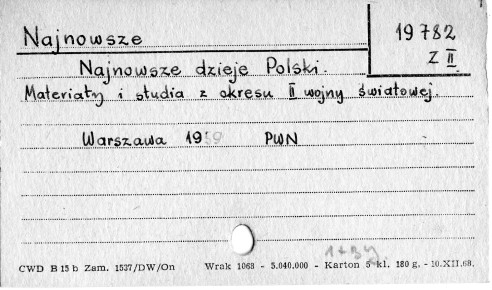 Najnowsze
19782
Z II
Najnowsze dzieje Polski.
Materiały i studia z okresu II wojny światowej.
Warszawa 1959 PWN
CWD B 15 b Zam. 1537/DW/On Wrak 1068 - 5.040.000 - Karton 5 kl. 180 g. - 10.XII.68.